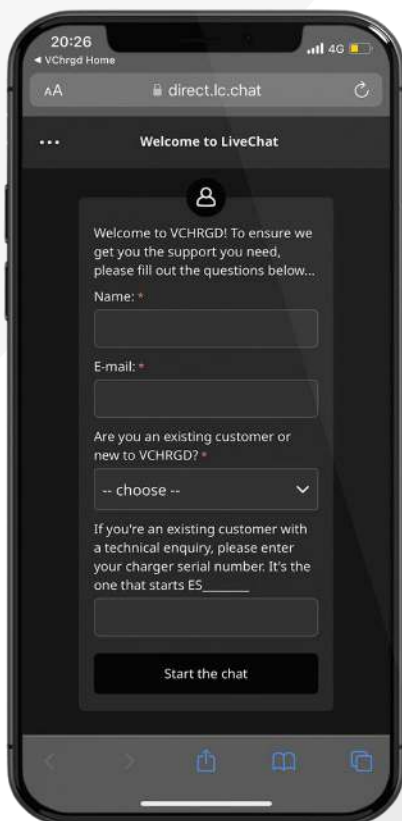 20:26
4G
◀ VChrgd Home
AA
direct.lc.chat
Welcome to LiveChat
Welcome to VCHRGD! To ensure we
get you the support you need,
please fill out the questions below...
Name: *
E-mail: *
Are you an existing customer or
new to VCHRGD? *
-- choose --
If you're an existing customer with
a technical enquiry, please enter
your charger serial number. It's the
one that starts ES_______
Start the chat